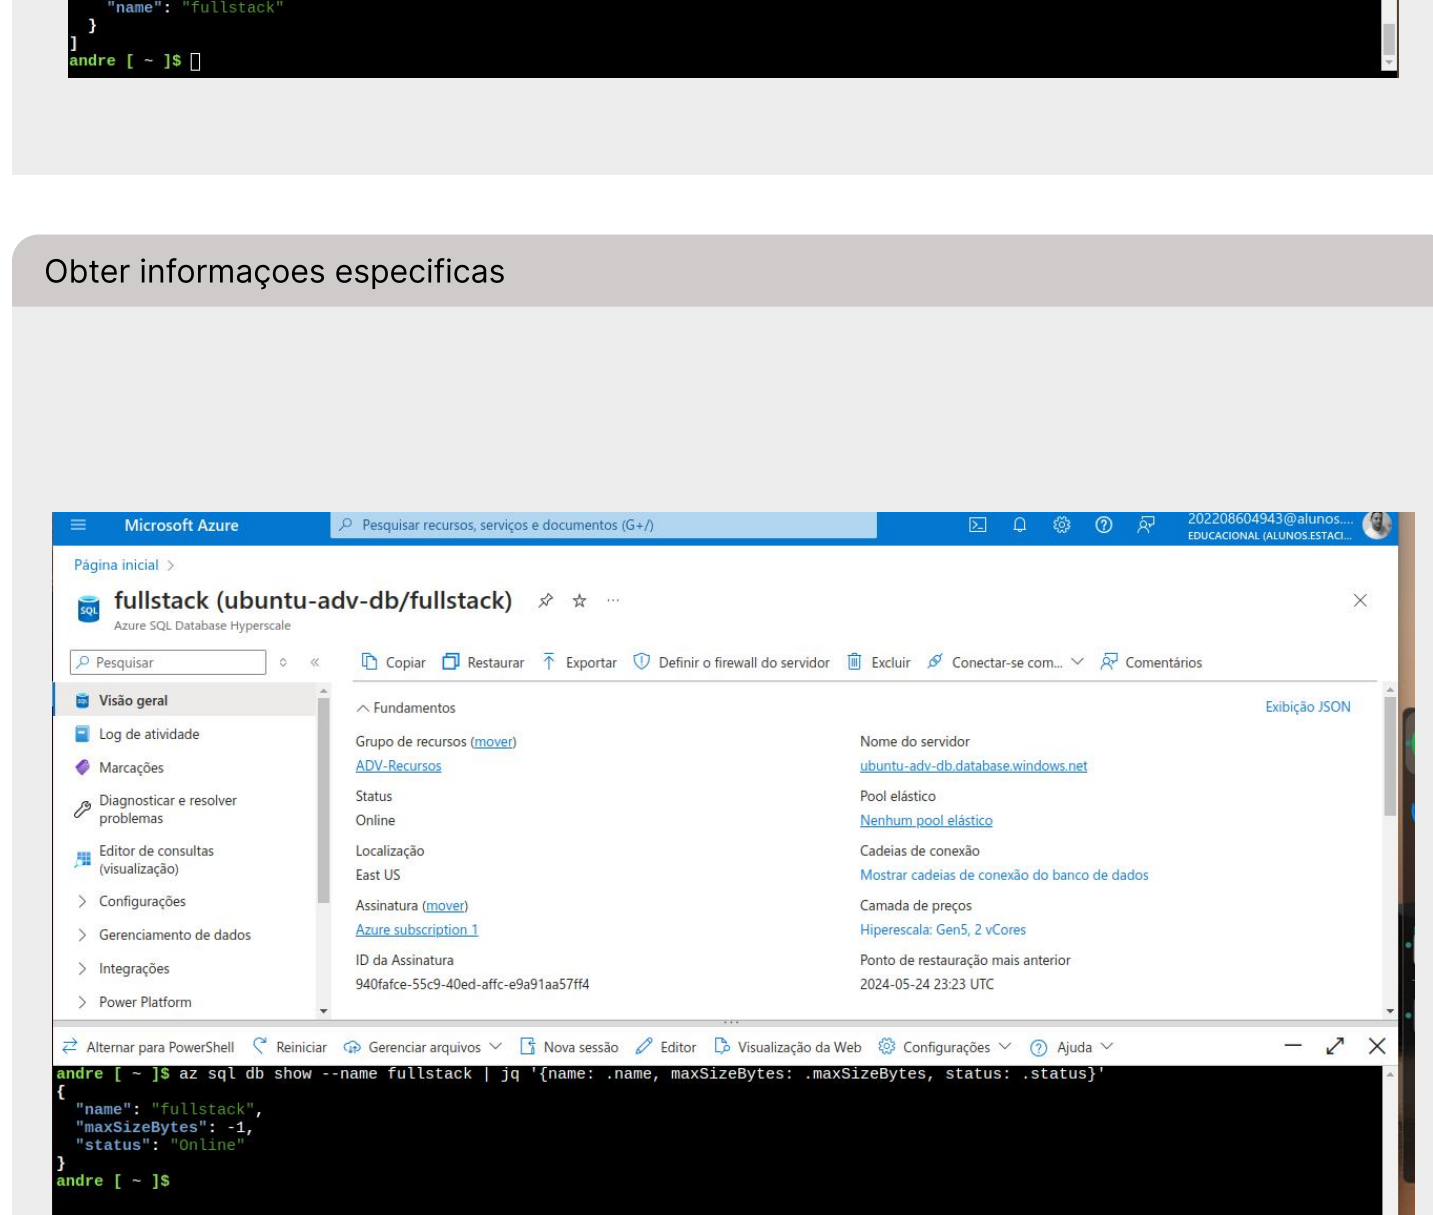 "name": "fullstack"
}
]
andre [ ~ ]$
Obter informaçoes especificas
Microsoft Azure
Pesquisar recursos, serviços e documentos (G+/)
202208604943@alunos....
EDUCACIONAL (ALUNOS.ESTACI...
Página inicial >
fullstack (ubuntu-adv-db/fullstack)
...
SQL
Azure SQL Database Hyperscale
Pesquisar
Copiar Restaurar Exportar Definir o firewall do servidor Excluir Conectar-se com... Comentários
Visão geral
Log de atividade
Marcações
Diagnosticar e resolver
problemas
Editor de consultas
(visualização)
Configurações
Gerenciamento de dados
Integrações
Power Platform
Fundamentos
Exibição JSON
Grupo de recursos (mover)
ADV-Recursos
Status
Online
Localização
East US
Assinatura (mover)
Azure subscription 1
ID da Assinatura
940fafce-55c9-40ed-affc-e9a91aa57ff4
Nome do servidor
ubuntu-adv-db.database.windows.net
Pool elástico
Nenhum pool elástico
Cadeias de conexão
Mostrar cadeias de conexão do banco de dados
Camada de preços
Hiperescala: Gen5, 2 vCores
Ponto de restauração mais anterior
2024-05-24 23:23 UTC
Alternar para PowerShell Reiniciar Gerenciar arquivos Nova sessão Editor Visualização da Web Configurações Ajuda
andre [ ~ ]$ az sql db show --name fullstack | jq '{name: .name, maxSizeBytes: .maxSizeBytes, status: .status}'
{
"name": "fullstack",
"maxSizeBytes": -1,
"status": "Online"
}
andre [ ~ ]$